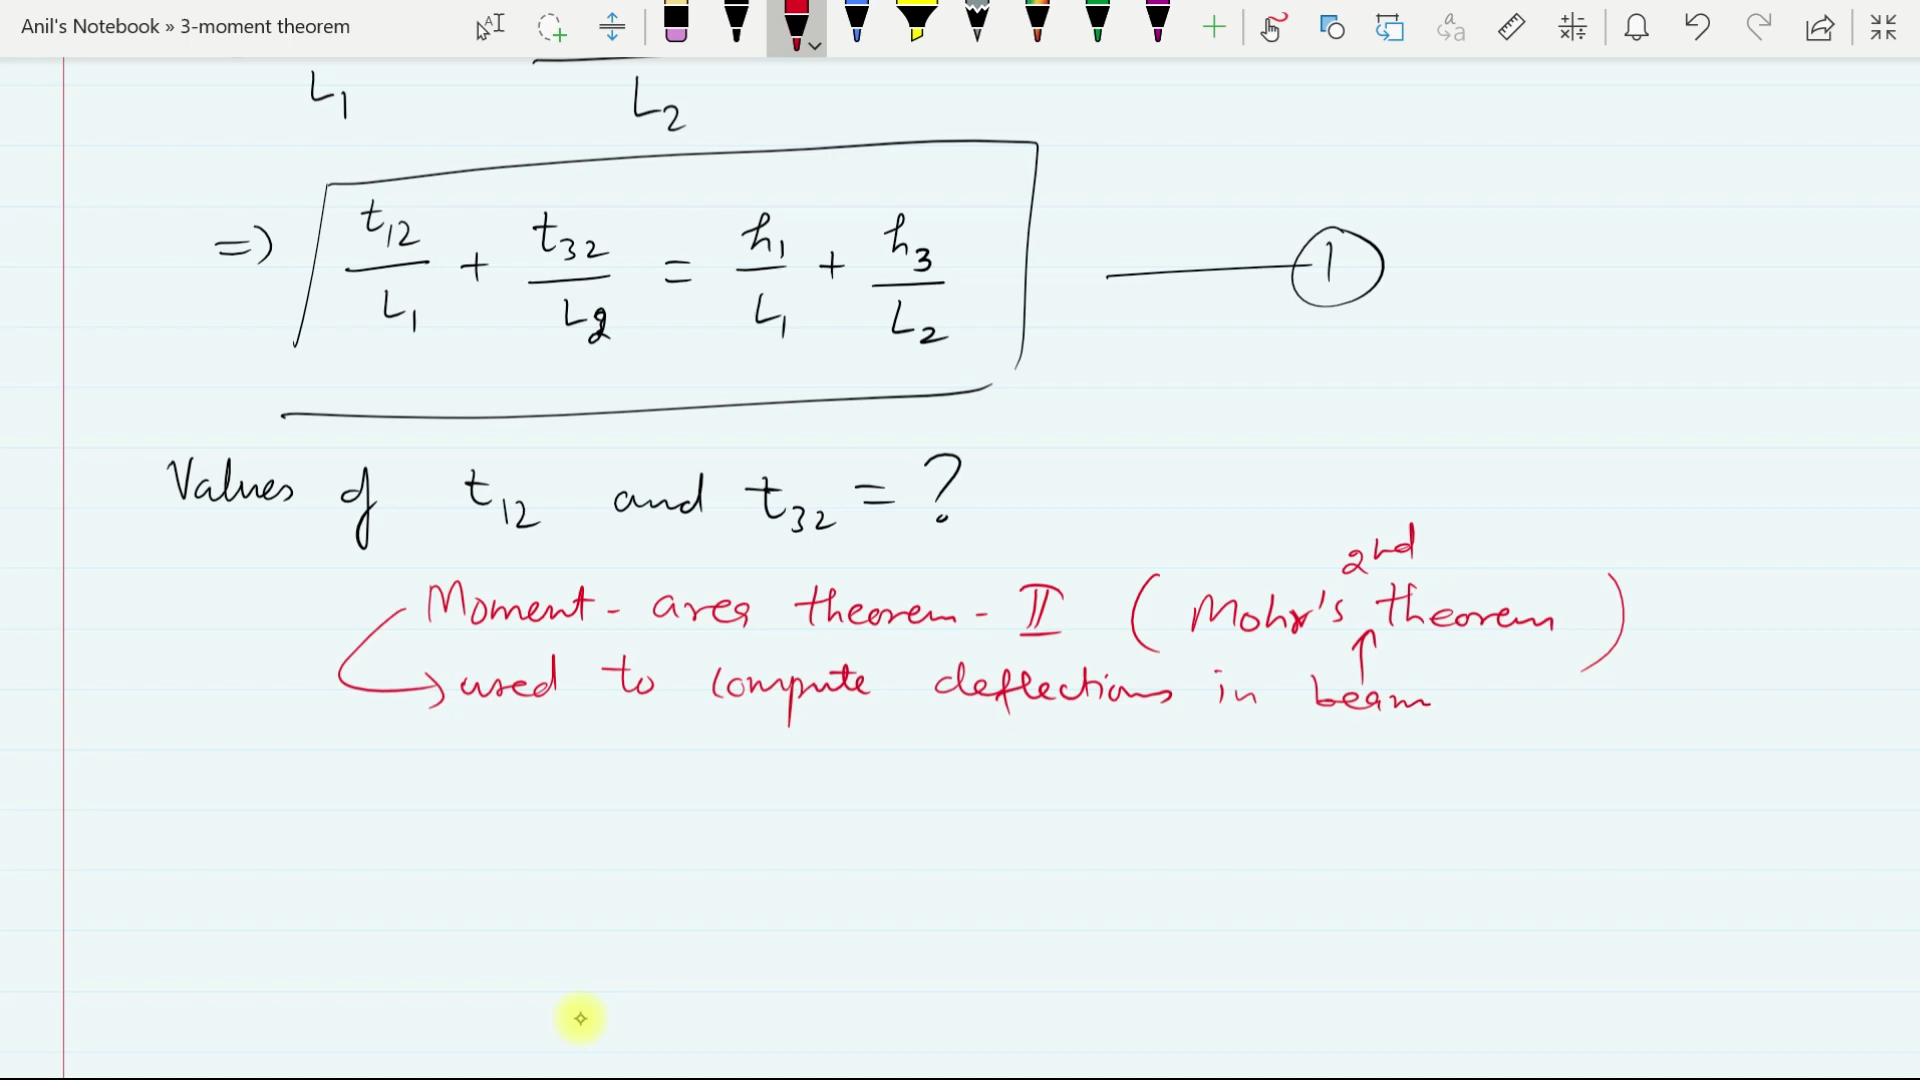 Anil's Notebook » 3-moment theorem
L₁ L₂
=> t₁₂/L₁ + t₃₂/L₂ = h₁/L₁ + h₃/L₂ — 1
Values of t₁₂ and t₃₂ = ?
2nd
Moment - area theorem - II ( Mohr's theorem )
used to compute deflections in beam